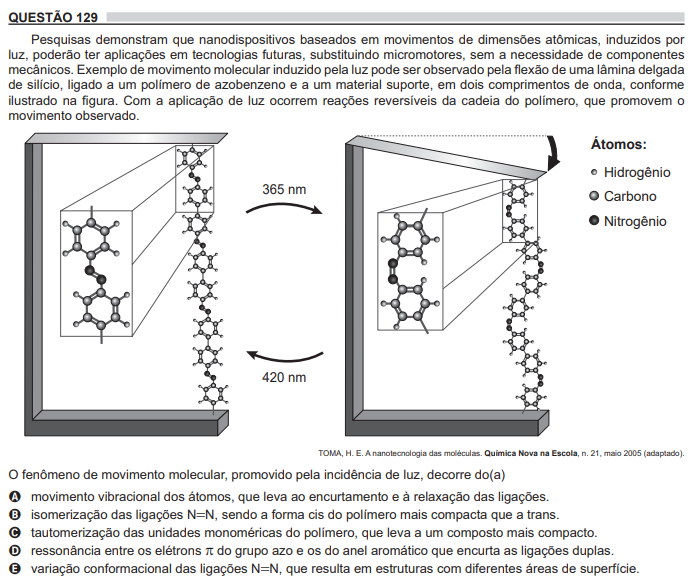 QUESTÃO 129
Pesquisas demonstram que nanodispositivos baseados em movimentos de dimensões atômicas, induzidos por
luz, poderão ter aplicações em tecnologias futuras, substituindo micromotores, sem a necessidade de componentes
mecânicos. Exemplo de movimento molecular induzido pela luz pode ser observado pela flexão de uma lâmina delgada
de silício, ligado a um polímero de azobenzeno e a um material suporte, em dois comprimentos de onda, conforme
ilustrado na figura. Com a aplicação de luz ocorrem reações reversíveis da cadeia do polímero, que promovem o
movimento observado.
365 nm
420 nm
Átomos:
Hidrogênio
Carbono
Nitrogênio
TOMA, H. E. A nanotecnologia das moléculas. Química Nova na Escola, n. 21, maio 2005 (adaptado).
O fenômeno de movimento molecular, promovido pela incidência de luz, decorre do(a)
A movimento vibracional dos átomos, que leva ao encurtamento e à relaxação das ligações.
B isomerização das ligações N=N, sendo a forma cis do polímero mais compacta que a trans.
C tautomerização das unidades monoméricas do polímero, que leva a um composto mais compacto.
D ressonância entre os elétrons π do grupo azo e os do anel aromático que encurta as ligações duplas.
E variação conformacional das ligações N=N, que resulta em estruturas com diferentes áreas de superfície.